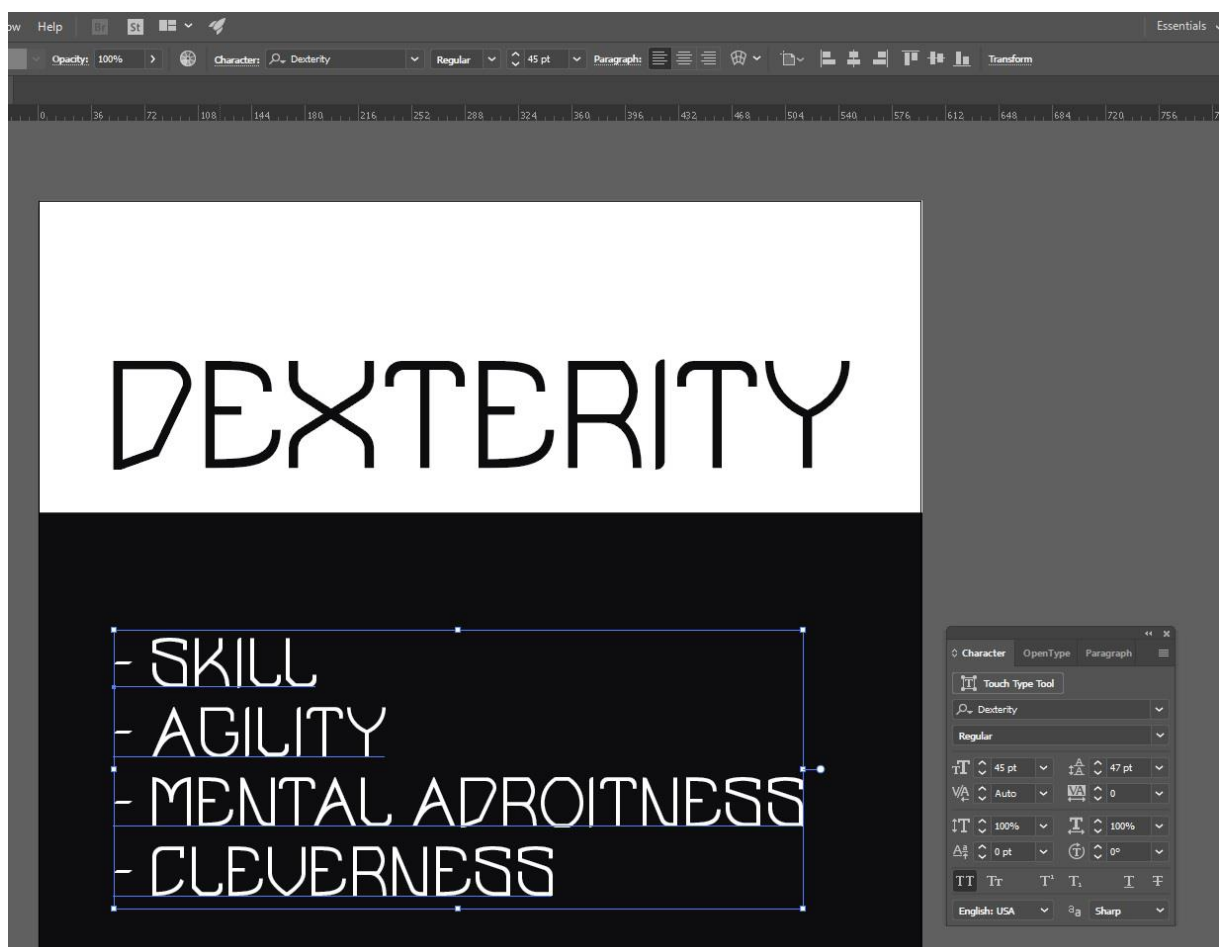 ow Help Br St Essentials
Opacity: 100% Character: Dexterity Regular 45 pt Paragraph: Transform
0 36 72 108 144 180 216 252 288 324 360 396 432 468 504 540 576 612 648 684 720 756 7
DEXTERITY
- SKILL
- AGILITY
- MENTAL ADROITNESS
- CLEVERNESS
Character OpenType Paragraph
Touch Type Tool
Dexterity
Regular
45 pt 47 pt
Auto 0
100% 100%
0 pt 0°
TT Tr T¹ T₁ T T
English: USA aa Sharp